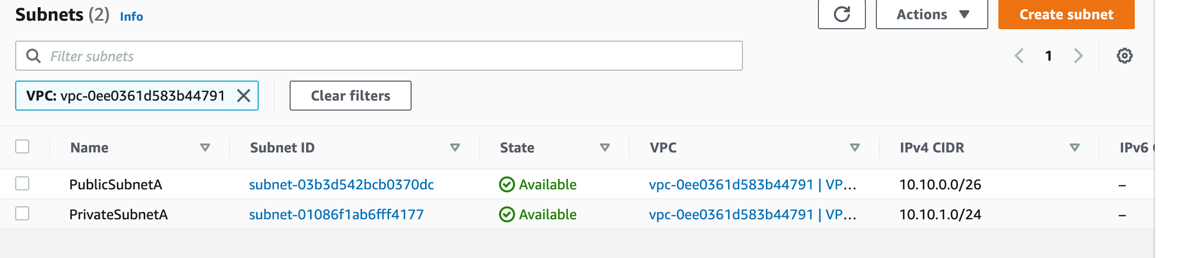 Subnets (2) Info Actions Create subnet
Filter subnets 1
VPC: vpc-0ee0361d583b44791 Clear filters
Name Subnet ID State VPC IPv4 CIDR IPv6
PublicSubnetA subnet-03b3d542bcb0370dc Available vpc-0ee0361d583b44791 | VP... 10.10.0.0/26 –
PrivateSubnetA subnet-01086f1ab6fff4177 Available vpc-0ee0361d583b44791 | VP... 10.10.1.0/24 –